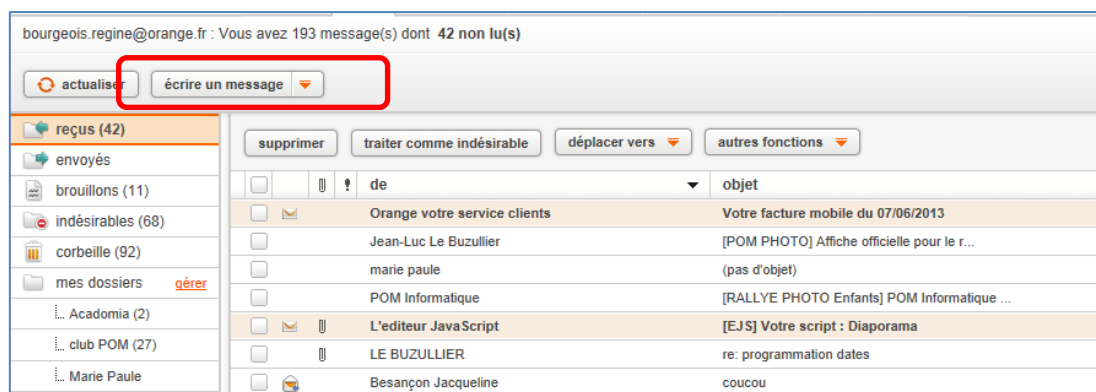 bourgeois.regine@orange.fr : Vous avez 193 message(s) dont 42 non lu(s)
actualiser écrire un message
reçus (42)
envoyés
brouillons (11)
indésirables (68)
corbeille (92)
mes dossiers gérer
Acadomia (2)
club POM (27)
Marie Paule
supprimer traiter comme indésirable déplacer vers autres fonctions
de objet
Orange votre service clients Votre facture mobile du 07/06/2013
Jean-Luc Le Buzullier [POM PHOTO] Affiche officielle pour le r...
marie paule (pas d'objet)
POM Informatique [RALLYE PHOTO Enfants] POM Informatique ...
L'editeur JavaScript [EJS] Votre script : Diaporama
LE BUZULLIER re: programmation dates
Besançon Jacqueline coucou